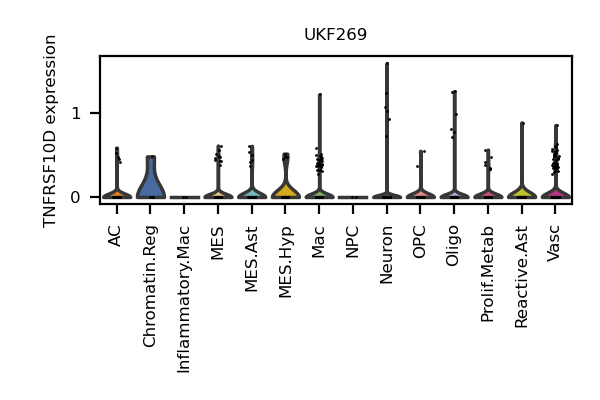 UKF269
TNFRSF10D expression
1
0
AC
Chromatin.Reg
Inflammatory.Mac
MES
MES.Ast
MES.Hyp
Mac
NPC
Neuron
OPC
Oligo
Prolif.Metab
Reactive.Ast
Vasc